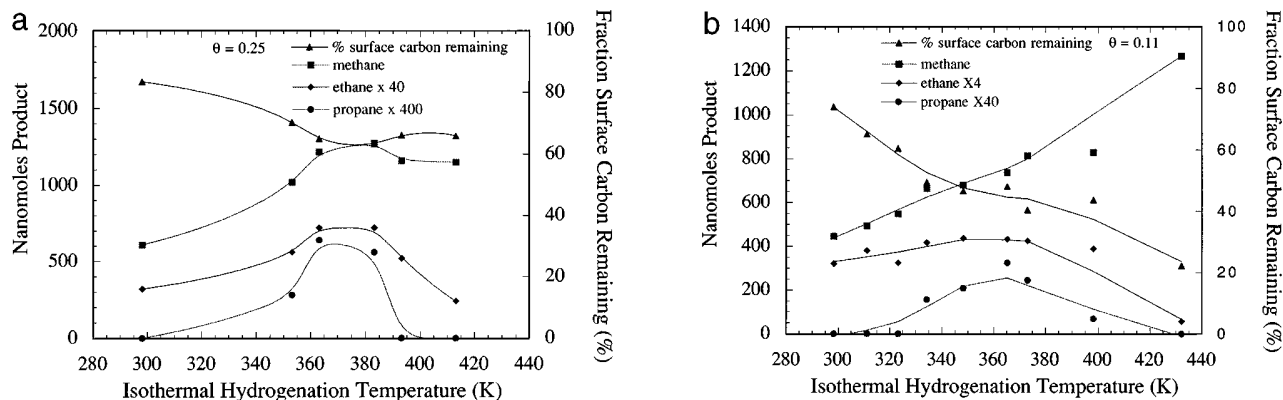 a
θ = 0.25
% surface carbon remaining
methane
ethane x 40
propane x 400
Nanomoles Product
2000
1500
1000
500
0
Fraction Surface Carbon Remaining (%)
100
80
60
40
20
0
280 300 320 340 360 380 400 420
Isothermal Hydrogenation Temperature (K)
b
% surface carbon remaining θ = 0.11
methane
ethane X4
propane X40
Nanomoles Product
1400
1200
1000
800
600
400
200
0
Fraction Surface Carbon Remaining (%)
100
80
60
40
20
0
280 300 320 340 360 380 400 420 440
Isothermal Hydrogenation Temperature (K)